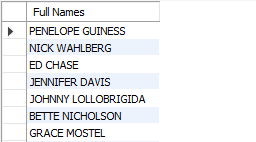 Full Names
PENELOPE GUINESS
NICK WAHLBERG
ED CHASE
JENNIFER DAVIS
JOHNNY LOLLOBRIGIDA
BETTE NICHOLSON
GRACE MOSTEL